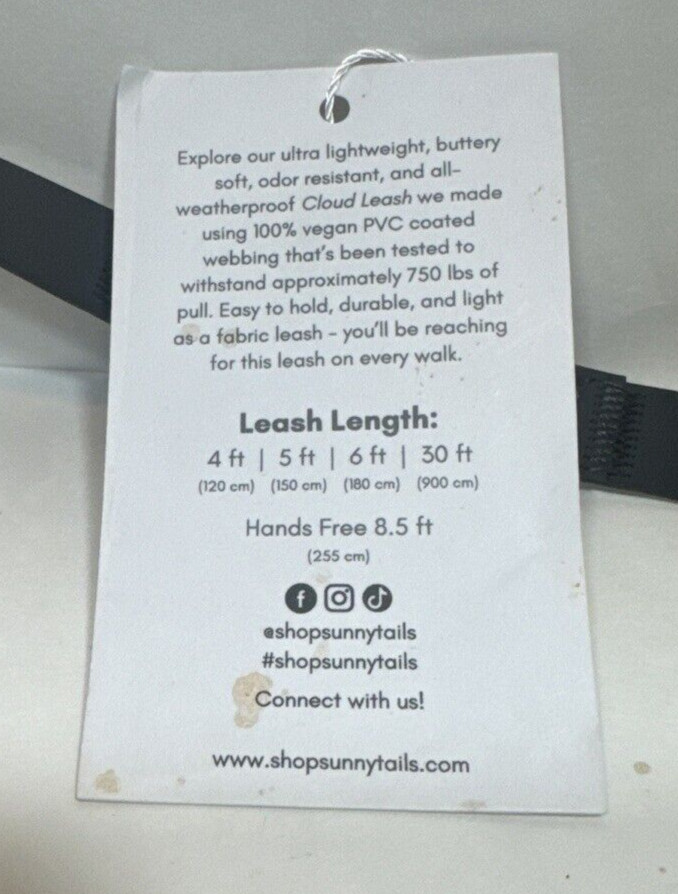 Explore our ultra lightweight, buttery
soft, odor resistant, and all-
weatherproof Cloud Leash we made
using 100% vegan PVC coated
webbing that's been tested to
withstand approximately 750 lbs of
pull. Easy to hold, durable, and light
as a fabric leash - you'll be reaching
for this leash on every walk.
Leash Length:
4 ft | 5 ft | 6 ft | 30 ft
(120 cm) (150 cm) (180 cm) (900 cm)
Hands Free 8.5 ft
(255 cm)
@shopsunnytails
#shopsunnytails
Connect with us!
www.shopsunnytails.com